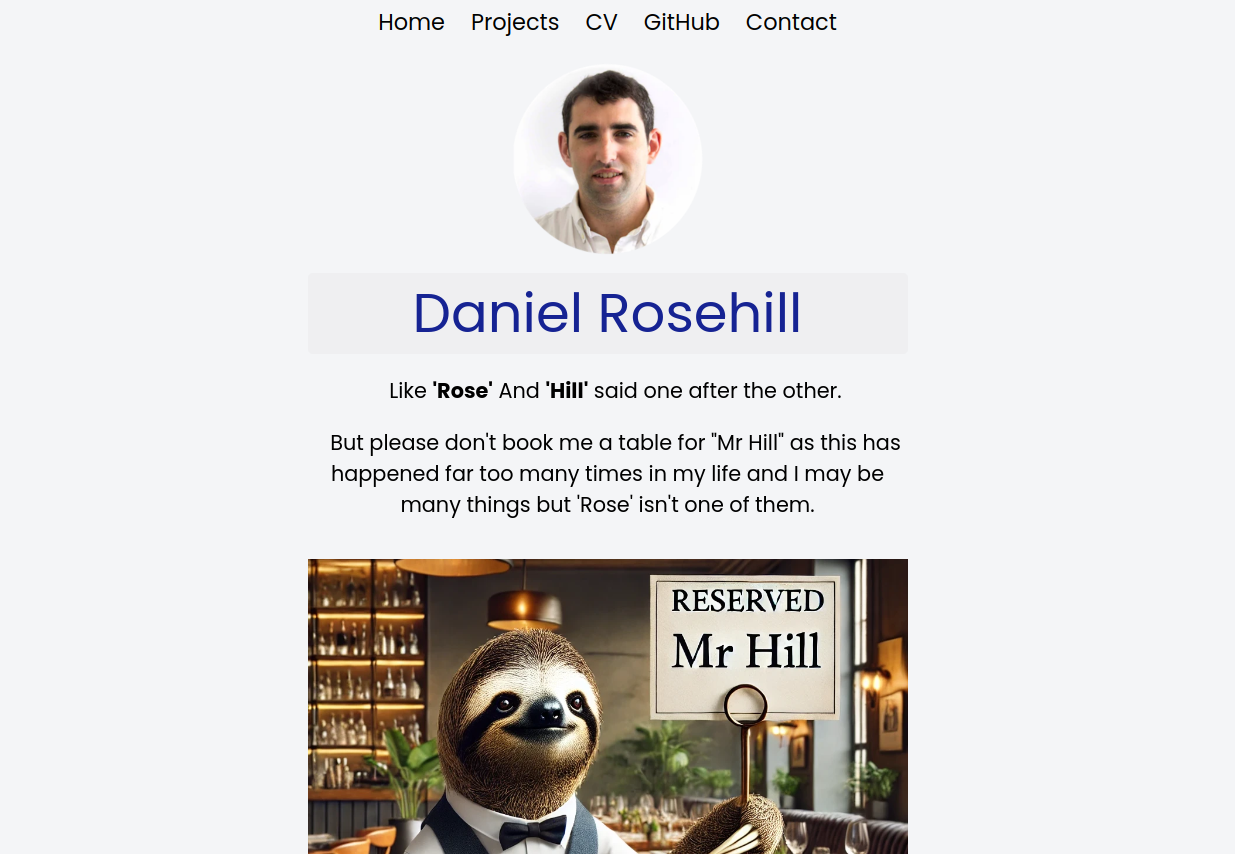 Home Projects CV GitHub Contact
Daniel Rosehill
Like 'Rose' And 'Hill' said one after the other.
But please don't book me a table for "Mr Hill" as this has
happened far too many times in my life and I may be
many things but 'Rose' isn't one of them.
RESERVED
Mr Hill